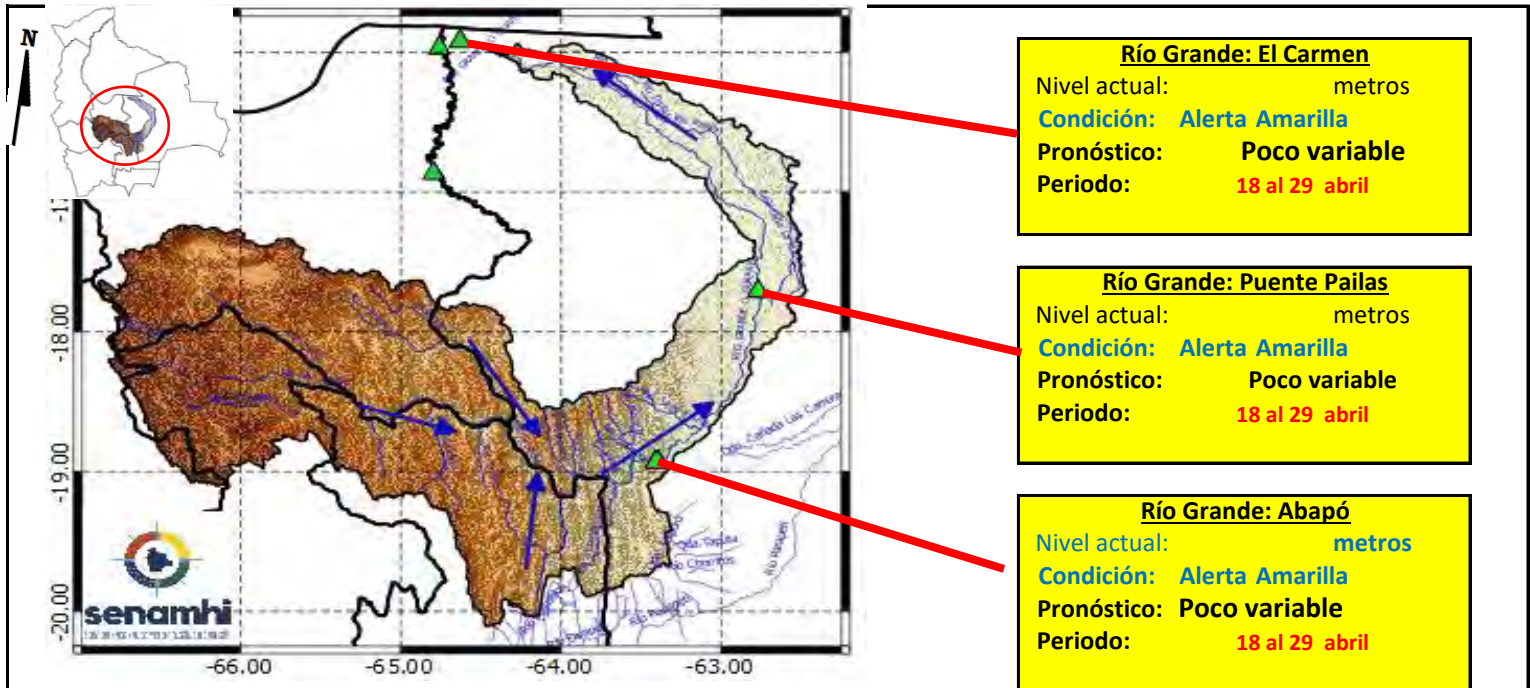 N
Río Grande: El Carmen
Nivel actual: metros
Condición: Alerta Amarilla
Pronóstico: Poco variable
Periodo: 18 al 29 abril
Río Grande: Puente Pailas
Nivel actual: metros
Condición: Alerta Amarilla
Pronóstico: Poco variable
Periodo: 18 al 29 abril
Río Grande: Abapó
Nivel actual: metros
Condición: Alerta Amarilla
Pronóstico: Poco variable
Periodo: 18 al 29 abril
-18.00
-19.00
-20.00
-66.00 -65.00 -64.00 -63.00
senamhi